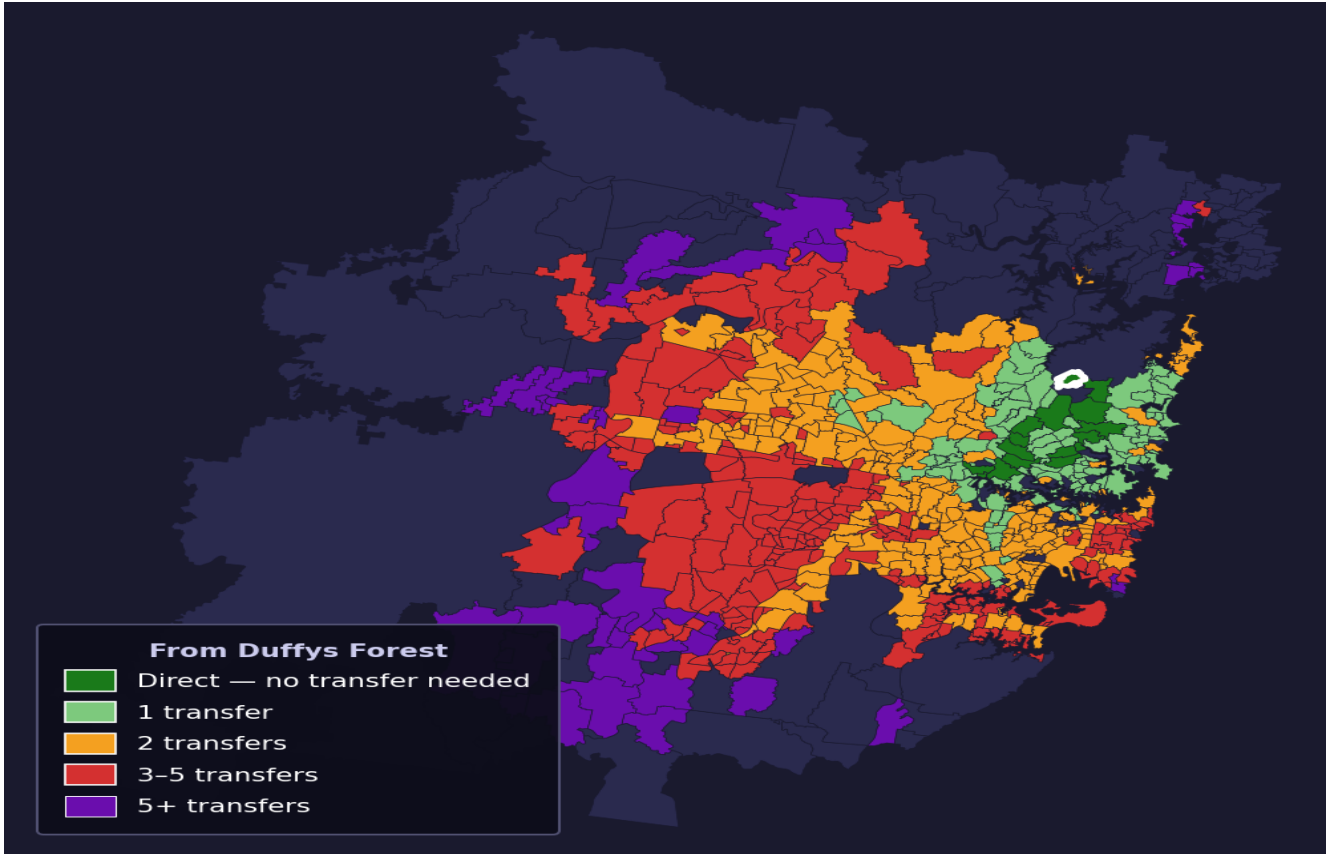 From Duffys Forest
Direct — no transfer needed
1 transfer
2 transfers
3–5 transfers
5+ transfers